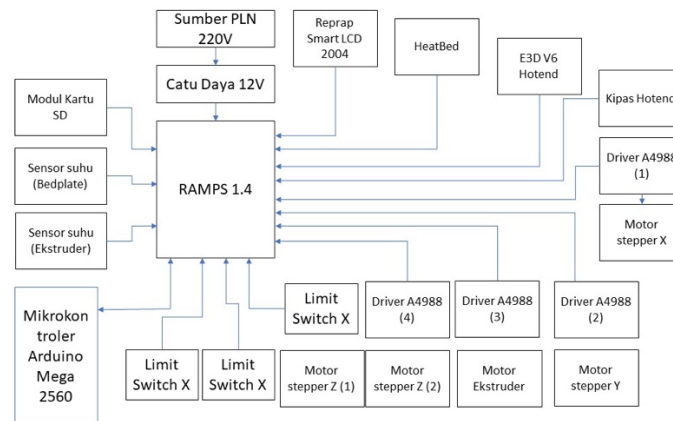 Sumber PLN
220V
Reprap
Smart LCD
2004
HeatBed
E3D V6
Hotend
Catu Daya 12V
Kipas Hotend
Modul Kartu
SD
RAMPS 1.4
Driver A4988
(1)
Sensor suhu
(Bedplate)
Motor
stepper X
Sensor suhu
(Ekstruder)
Limit
Switch X
Driver A4988
(4)
Driver A4988
(3)
Driver A4988
(2)
Mikrokon
troler
Arduino
Mega
2560
Limit
Switch X
Limit
Switch X
Motor
stepper Z (1)
Motor
stepper Z (2)
Motor
Ekstruder
Motor
stepper Y